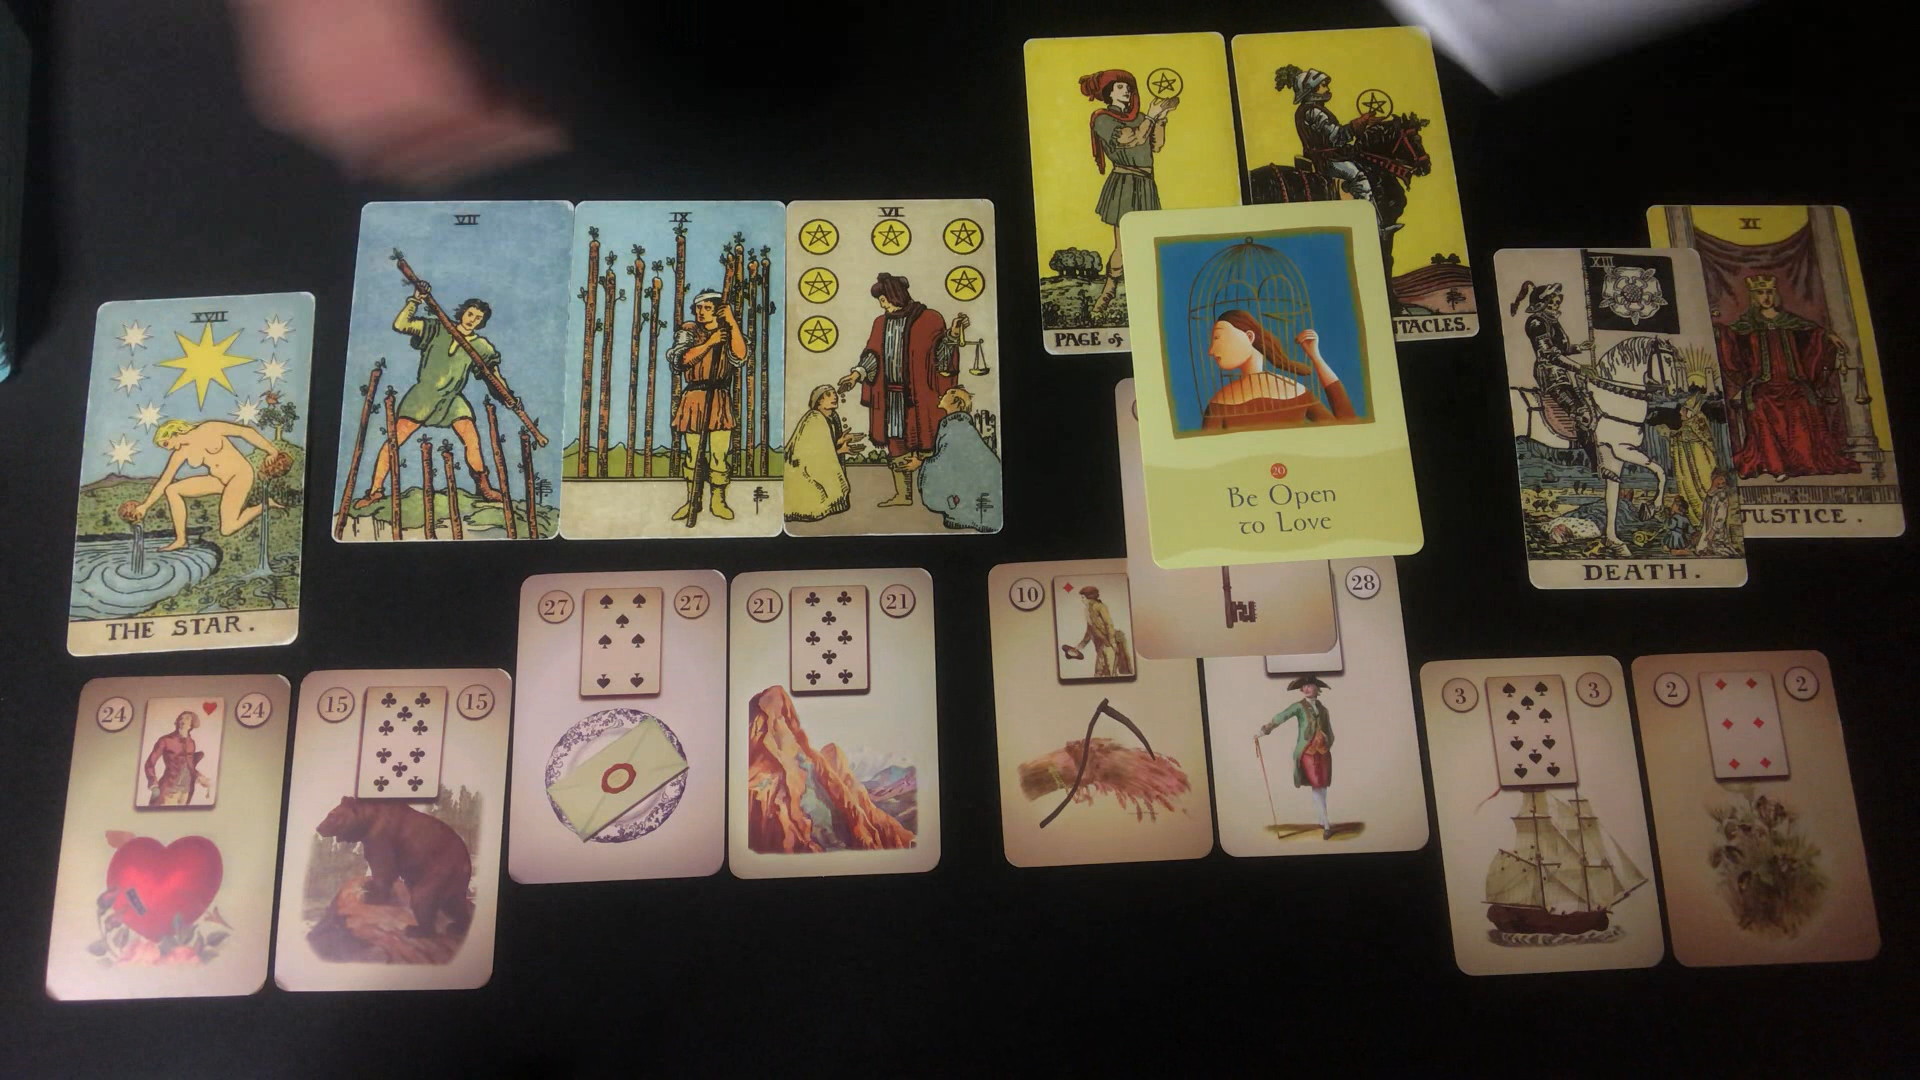 VII
IX
VI
PAGE of
NTACLES.
XVII
THE STAR.
XIII
DEATH.
XI
JUSTICE.
20
Be Open
to Love
24 24
15 15
27 27
21 21
10
28
3 3
2 2